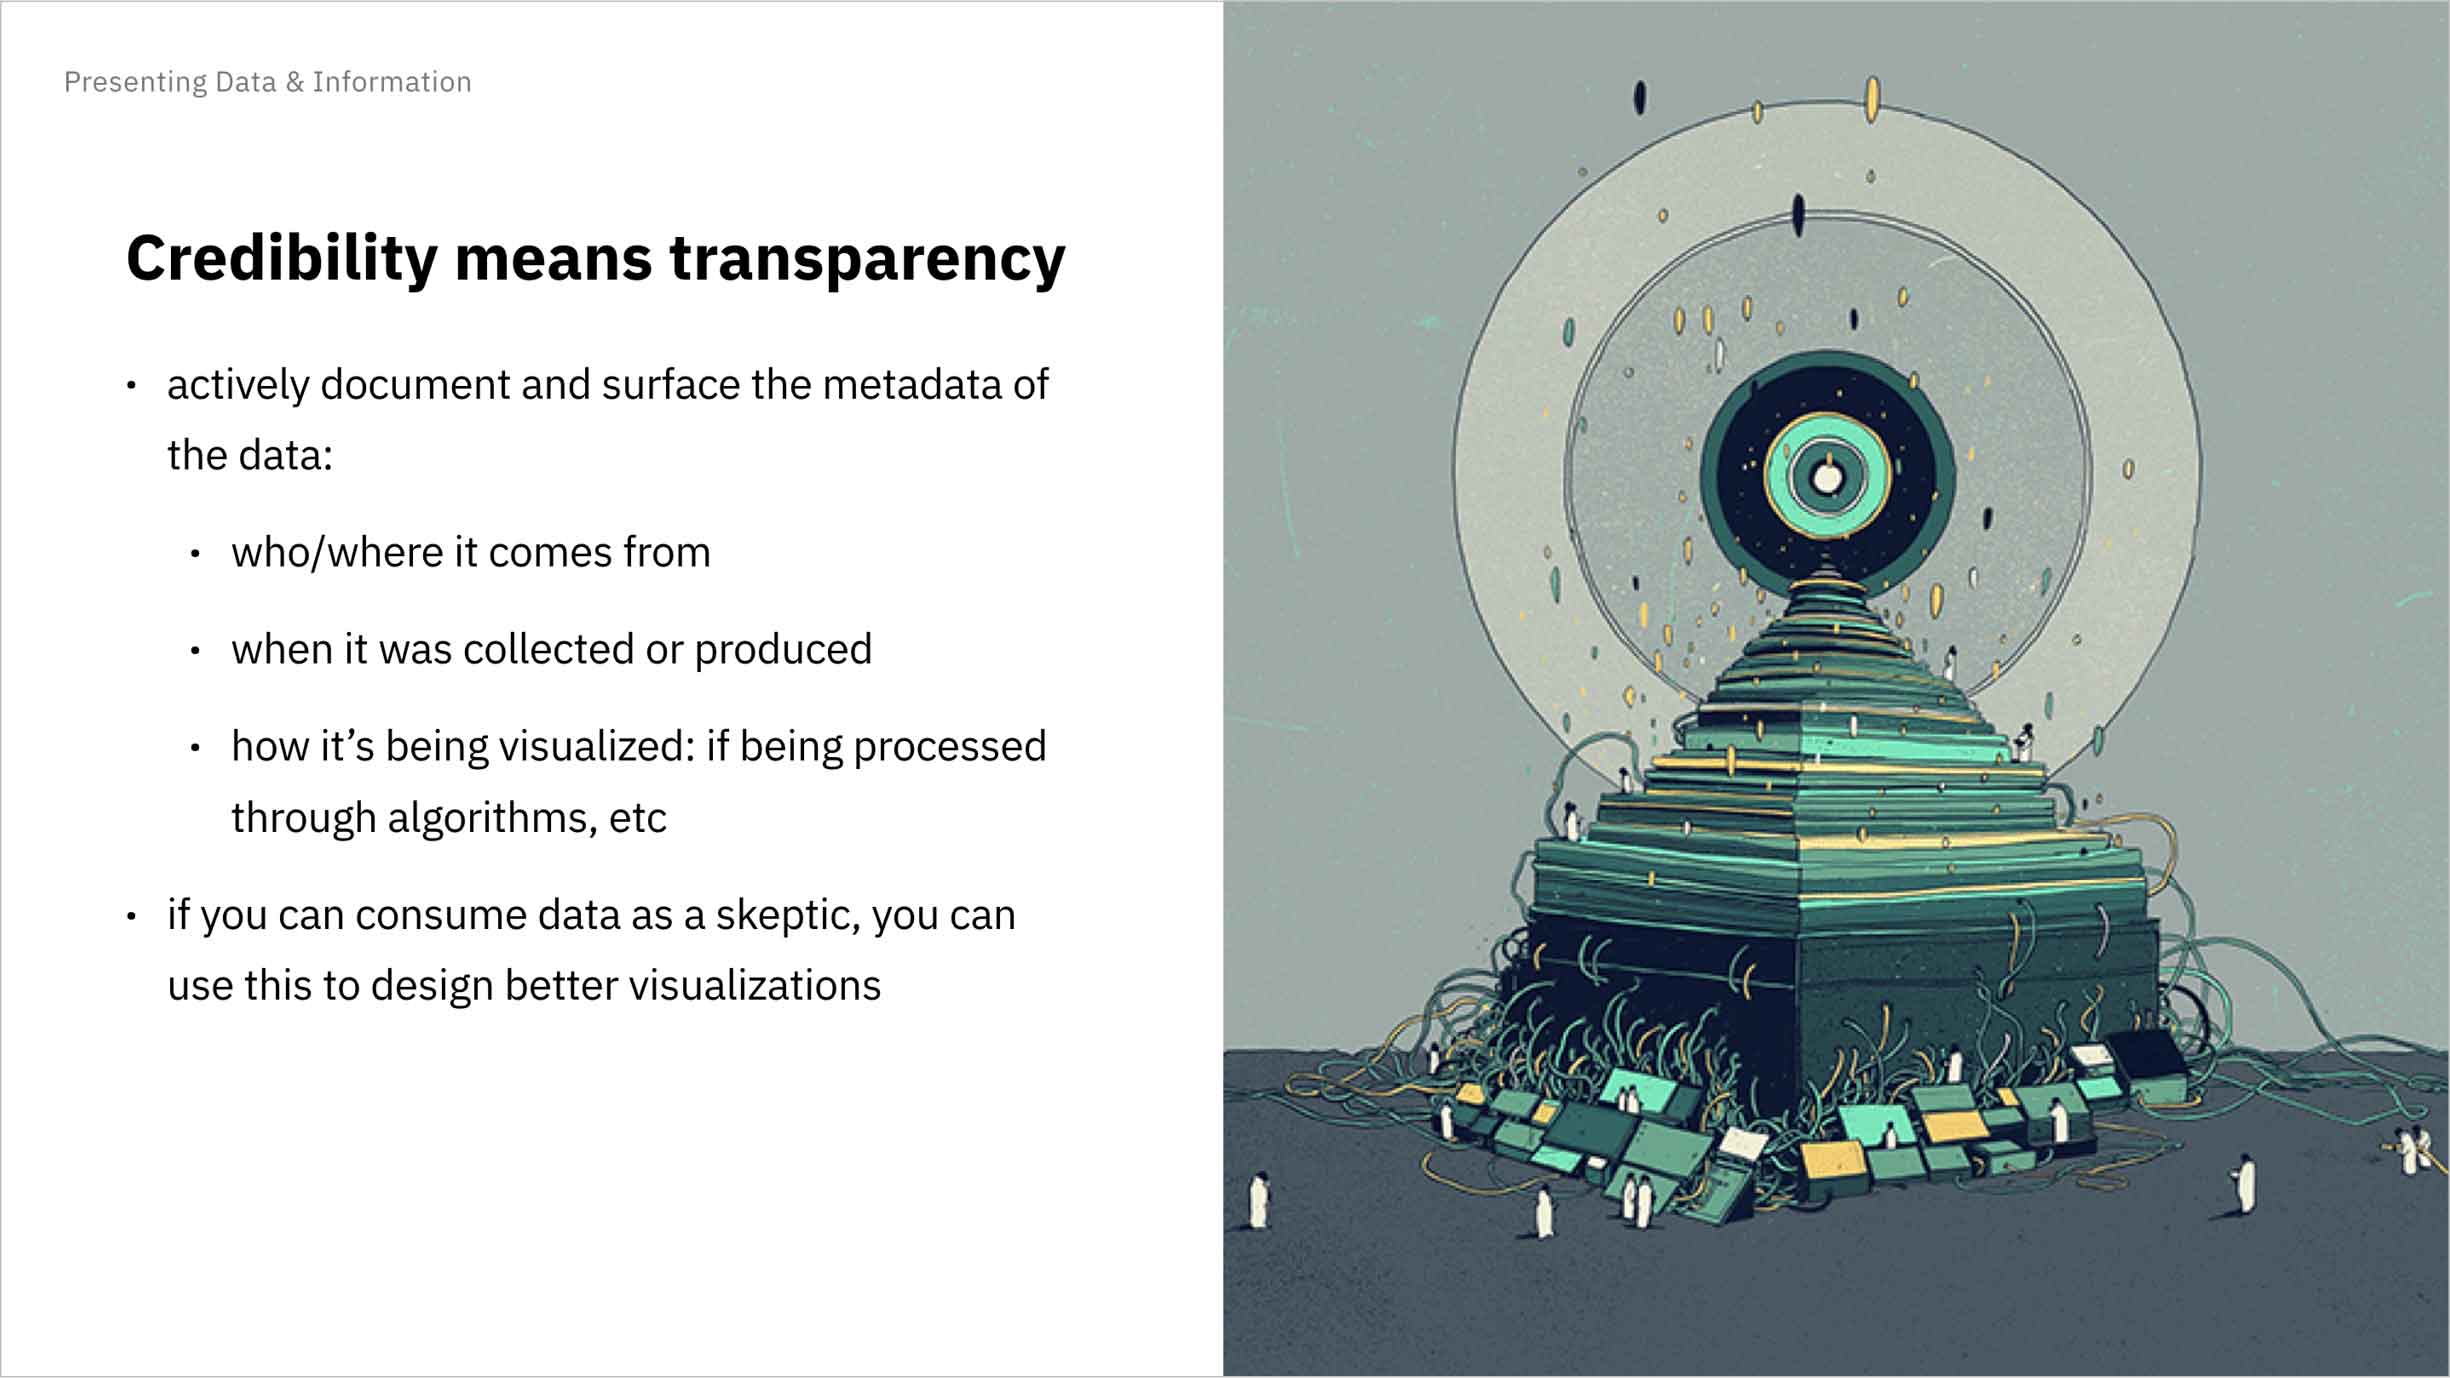 Presenting Data & Information
Credibility means transparency
• actively document and surface the metadata of
the data:
• who/where it comes from
• when it was collected or produced
• how it’s being visualized: if being processed
through algorithms, etc
• if you can consume data as a skeptic, you can
use this to design better visualizations